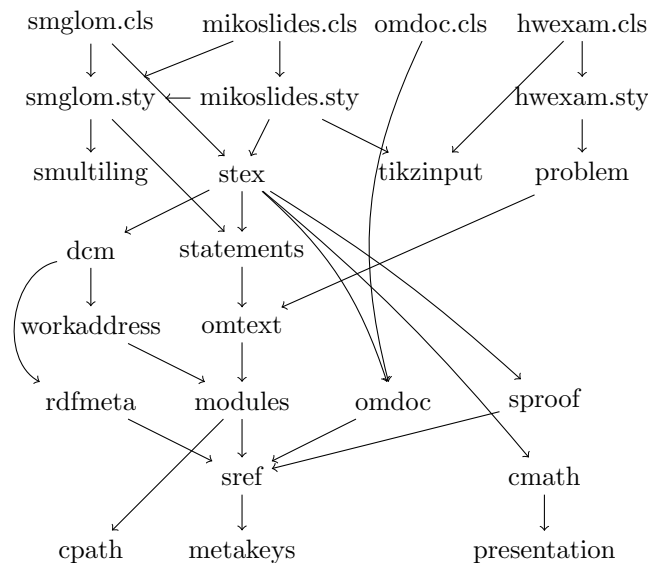 smglom.cls mikoslides.cls omdoc.cls hwexam.cls
smglom.sty mikoslides.sty hwexam.sty
smultiling stex tikzinput problem
dcm statements
workaddress omtext
rdfmeta modules omdoc sproof
sref cmath
cpath metakeys presentation